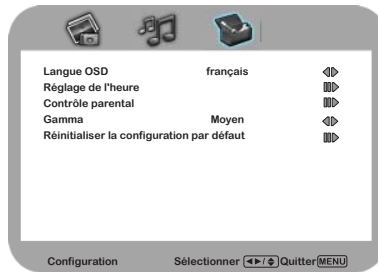 Langue OSD français
Réglage de l'heure
Contrôle parental
Gamma Moyen
Réinitialiser la configuration par défaut
Configuration Sélectionner ◄►/ Quitter MENU